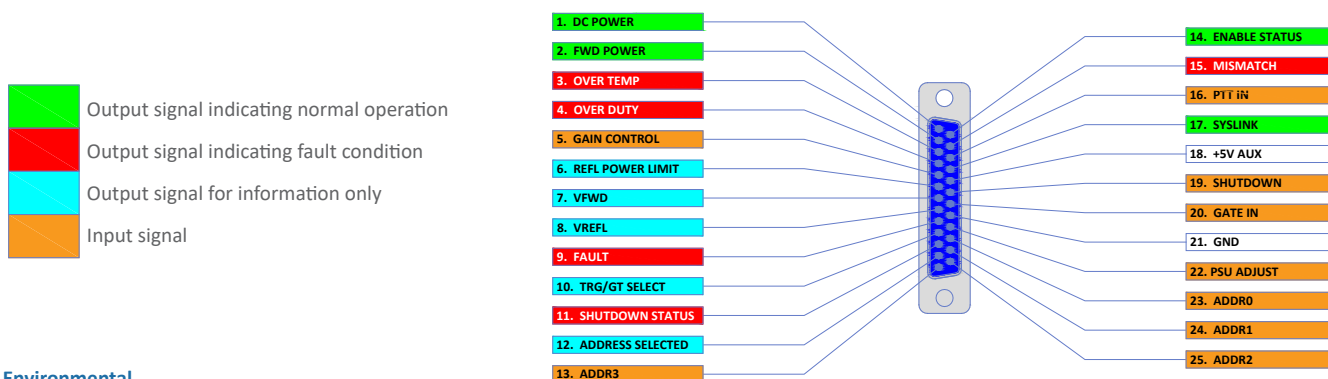 Output signal indicating normal operation
Output signal indicating fault condition
Output signal for information only
Input signal
1. DC POWER
2. FWD POWER
3. OVER TEMP
4. OVER DUTY
5. GAIN CONTROL
6. REFL POWER LIMIT
7. VFWD
8. VREFL
9. FAULT
10. TRG/GT SELECT
11. SHUTDOWN STATUS
12. ADDRESS SELECTED
13. ADDR3
14. ENABLE STATUS
15. MISMATCH
16. PTT IN
17. SYSLINK
18. +5V AUX
19. SHUTDOWN
20. GATE IN
21. GND
22. PSU ADJUST
23. ADDR0
24. ADDR1
25. ADDR2
Environmental